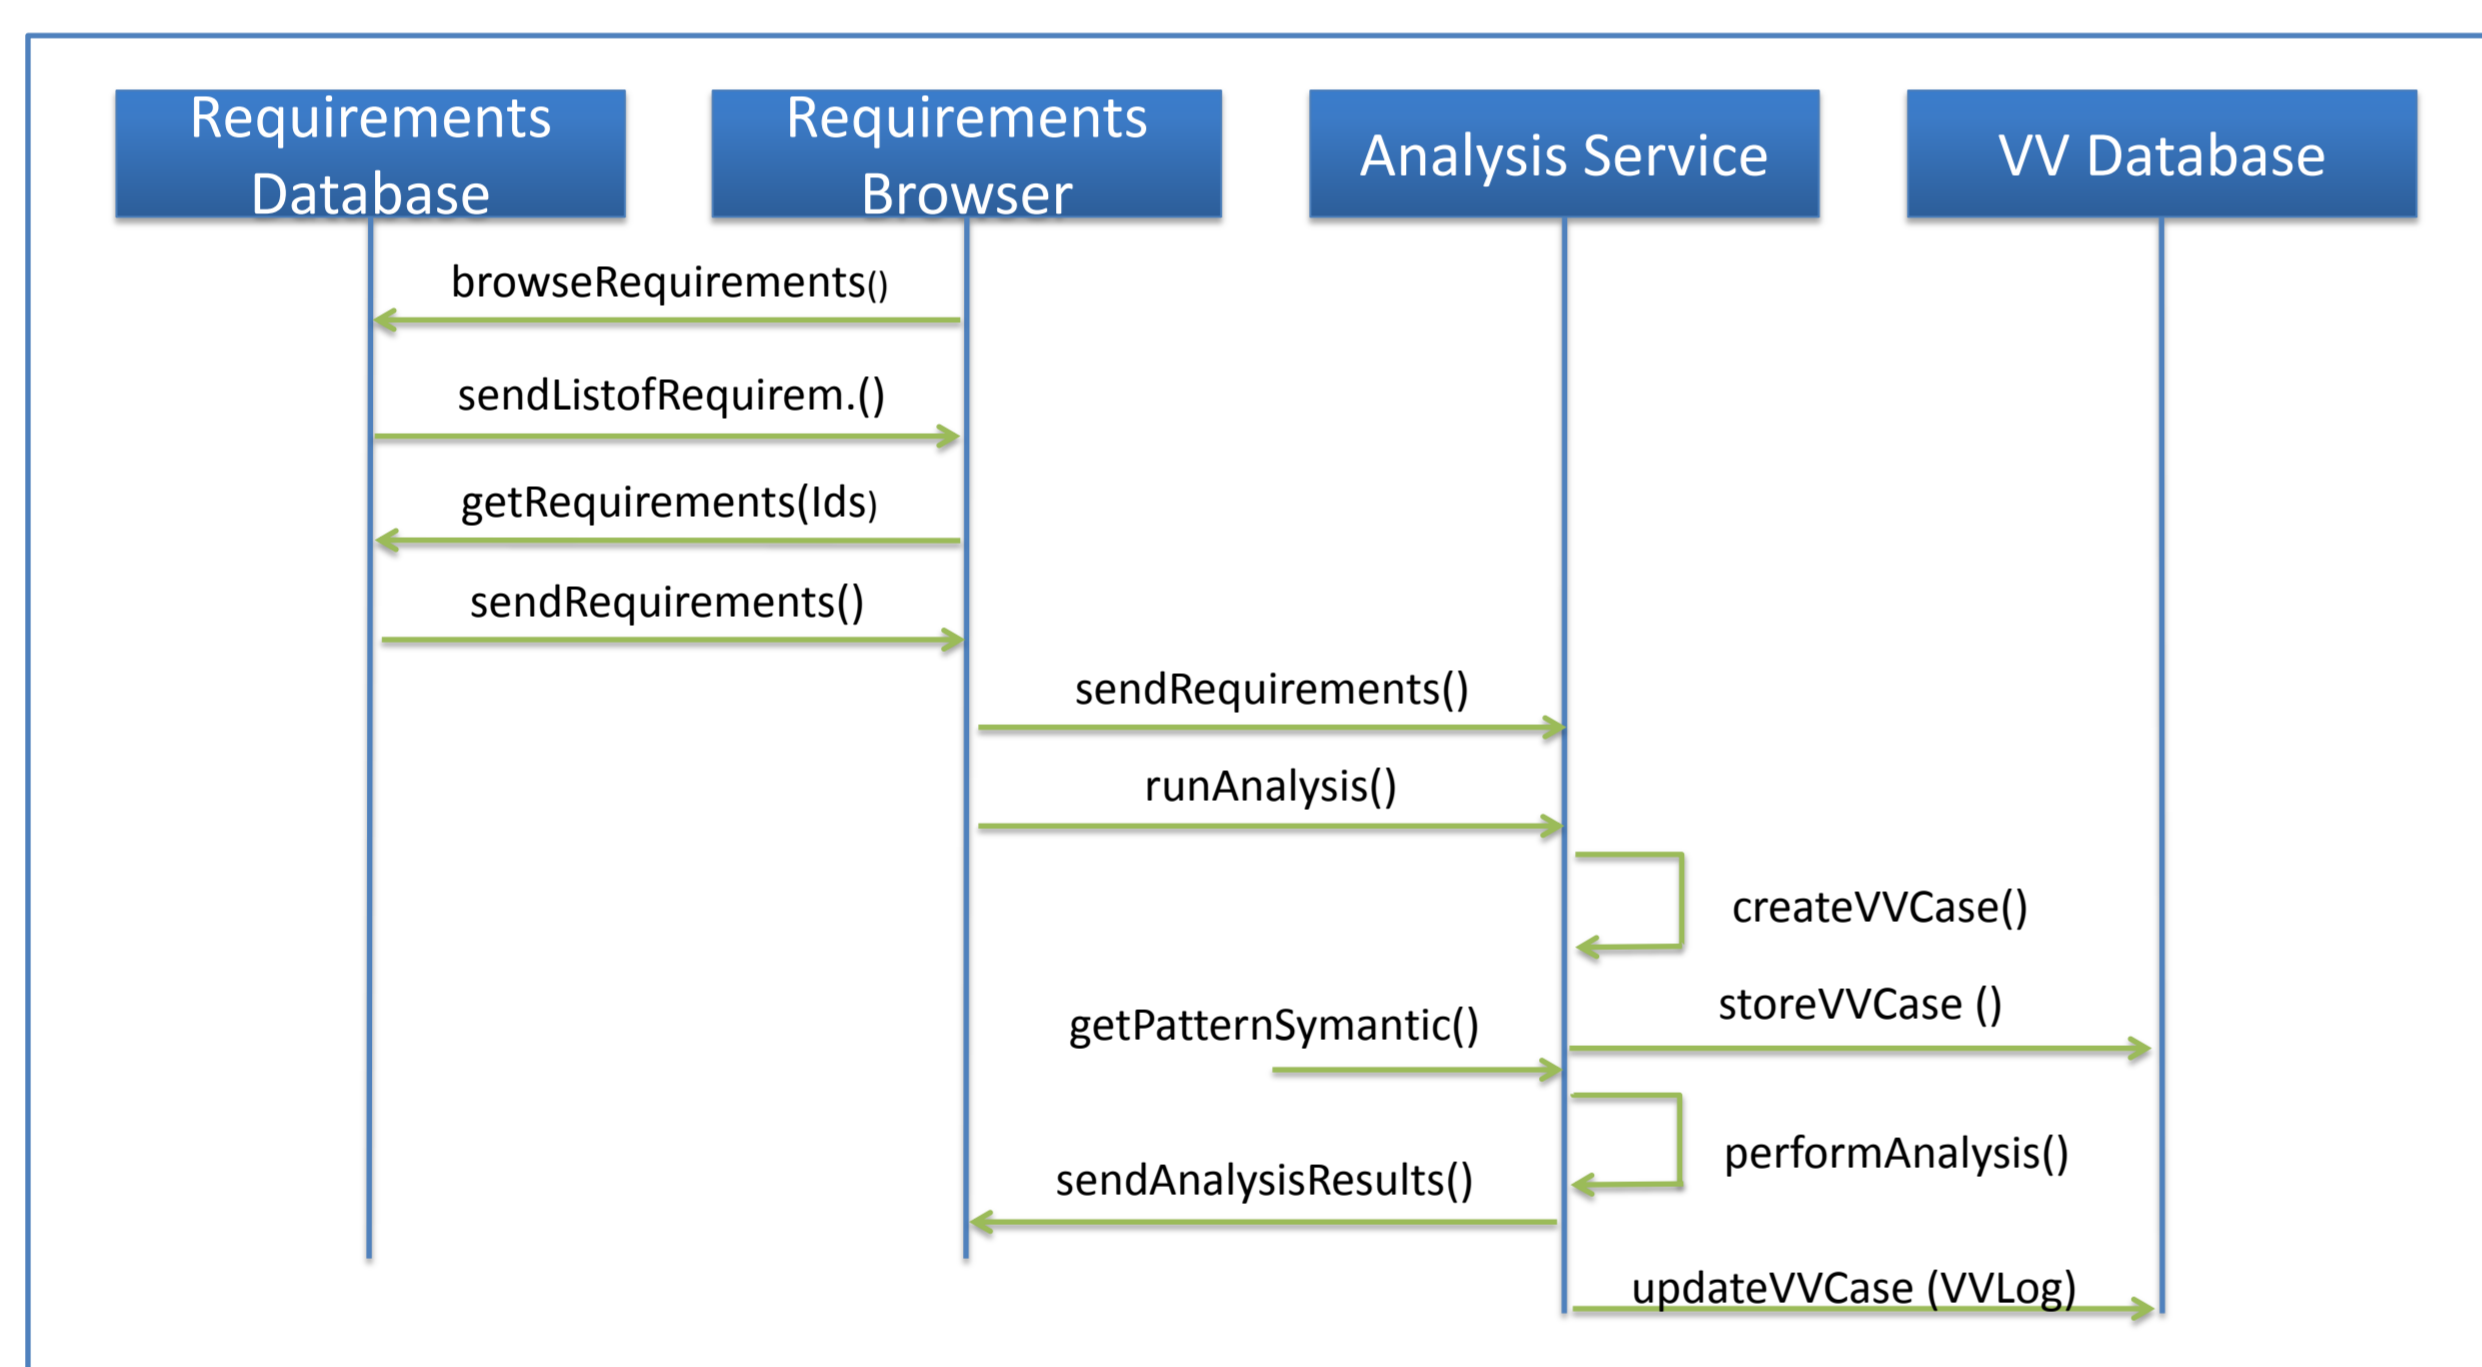 Requirements
Database
Requirements
Browser
Analysis Service
VV Database
browseRequirements()
sendListofRequirem.()
getRequirements(Ids)
sendRequirements()
sendRequirements()
runAnalysis()
createVVCase()
storeVVCase ()
getPatternSymantic()
performAnalysis()
sendAnalysisResults()
updateVVCase (VVLog)